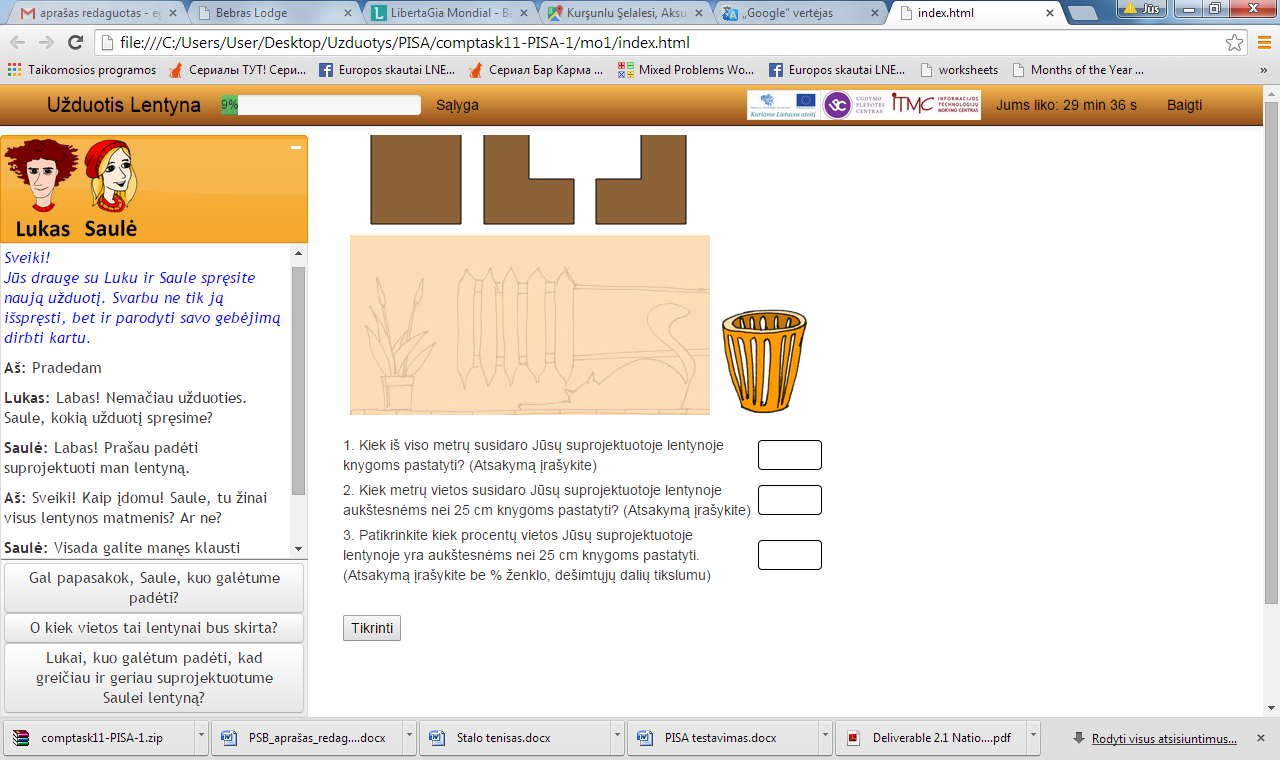 aprašas redaguotas - eg
Bebras Lodge
LibertaGia Mondial - Ba
Kurşunlu Şelalesi, Aksu
„Google“ vertėjas
index.html
Jūs
file:///C:/Users/User/Desktop/Uzduotys/PISA/comptask11-PISA-1/mo1/index.html
Taikomosios programos
Сериалы ТУТ! Сери...
Europos skautai LNE...
Сериал Бар Карма ...
Mixed Problems Wo...
Europos skautai LNE...
worksheets
Months of the Year ...
»
Užduotis Lentyna
9%
Sąlyga
Kuriame Lietuvos ateitį
UGDYMO
PLĖTOTĖS
CENTRAS
ITMC
INFORMACIJOS
TECHNOLOGIJŲ
MOKYMO CENTRAS
Jums liko: 29 min 36 s
Baigti
Lukas Saulė
Sveiki!
Jūs drauge su Luku ir Saule spręsite
naują užduotį. Svarbu ne tik ją
išspręsti, bet ir parodyti savo gebėjimą
dirbti kartu.
Aš: Pradedam
Lukas: Labas! Nemačiau užduoties.
Saule, kokią užduotį spręsime?
Saulė: Labas! Prašau padėti
suprojektuoti man lentyną.
Aš: Sveiki! Kaip įdomu! Saule, tu žinai
visus lentynos matmenis? Ar ne?
Saulė: Visada galite manęs klausti
Gal papasakok, Saule, kuo galėtume
padėti?
O kiek vietos tai lentynai bus skirta?
Lukai, kuo galėtum padėti, kad
greičiau ir geriau suprojektuotume
Saulei lentyną?
1. Kiek iš viso metrų susidaro Jūsų suprojektuotoje lentynoje
knygoms pastatyti? (Atsakymą įrašykite)
2. Kiek metrų vietos susidaro Jūsų suprojektuotoje lentynoje
aukštesnėms nei 25 cm knygoms pastatyti? (Atsakymą įrašykite)
3. Patikrinkite kiek procentų vietos Jūsų suprojektuotoje
lentynoje yra aukštesnėms nei 25 cm knygoms pastatyti.
(Atsakymą įrašykite be % ženklo, dešimtųjų dalių tikslumu)
Tikrinti
comptask11-PISA-1.zip
PSB_aprašas_redag....docx
Stalo tenisas.docx
PISA testavimas.docx
Deliverable 2.1 Natio....pdf
Rodyti visus atsisiuntimus...